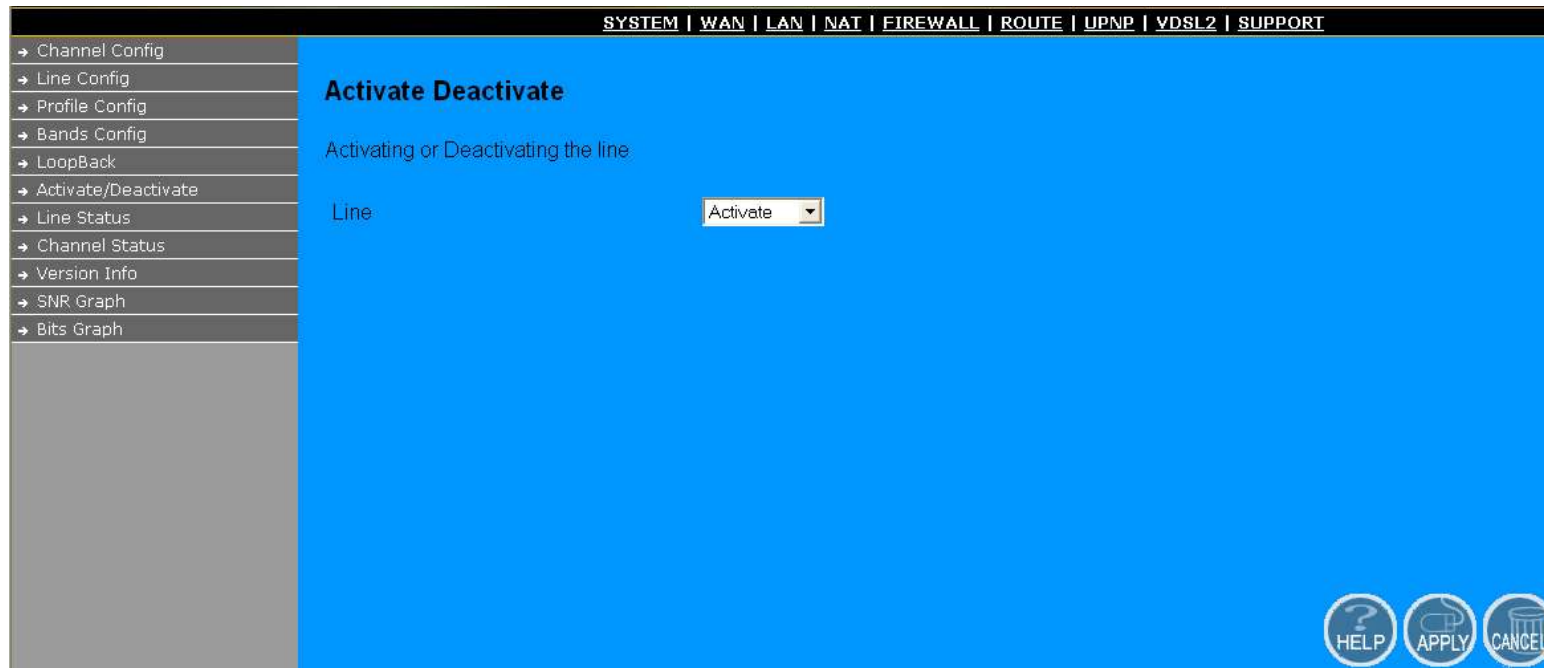 SYSTEM | WAN | LAN | NAT | FIREWALL | ROUTE | UPNP | VDSL2 | SUPPORT
Channel Config
Line Config
Profile Config
Bands Config
LoopBack
Activate/Deactivate
Line Status
Channel Status
Version Info
SNR Graph
Bits Graph
Activate Deactivate
Activating or Deactivating the line
Line Activate
HELP APPLY CANCEL